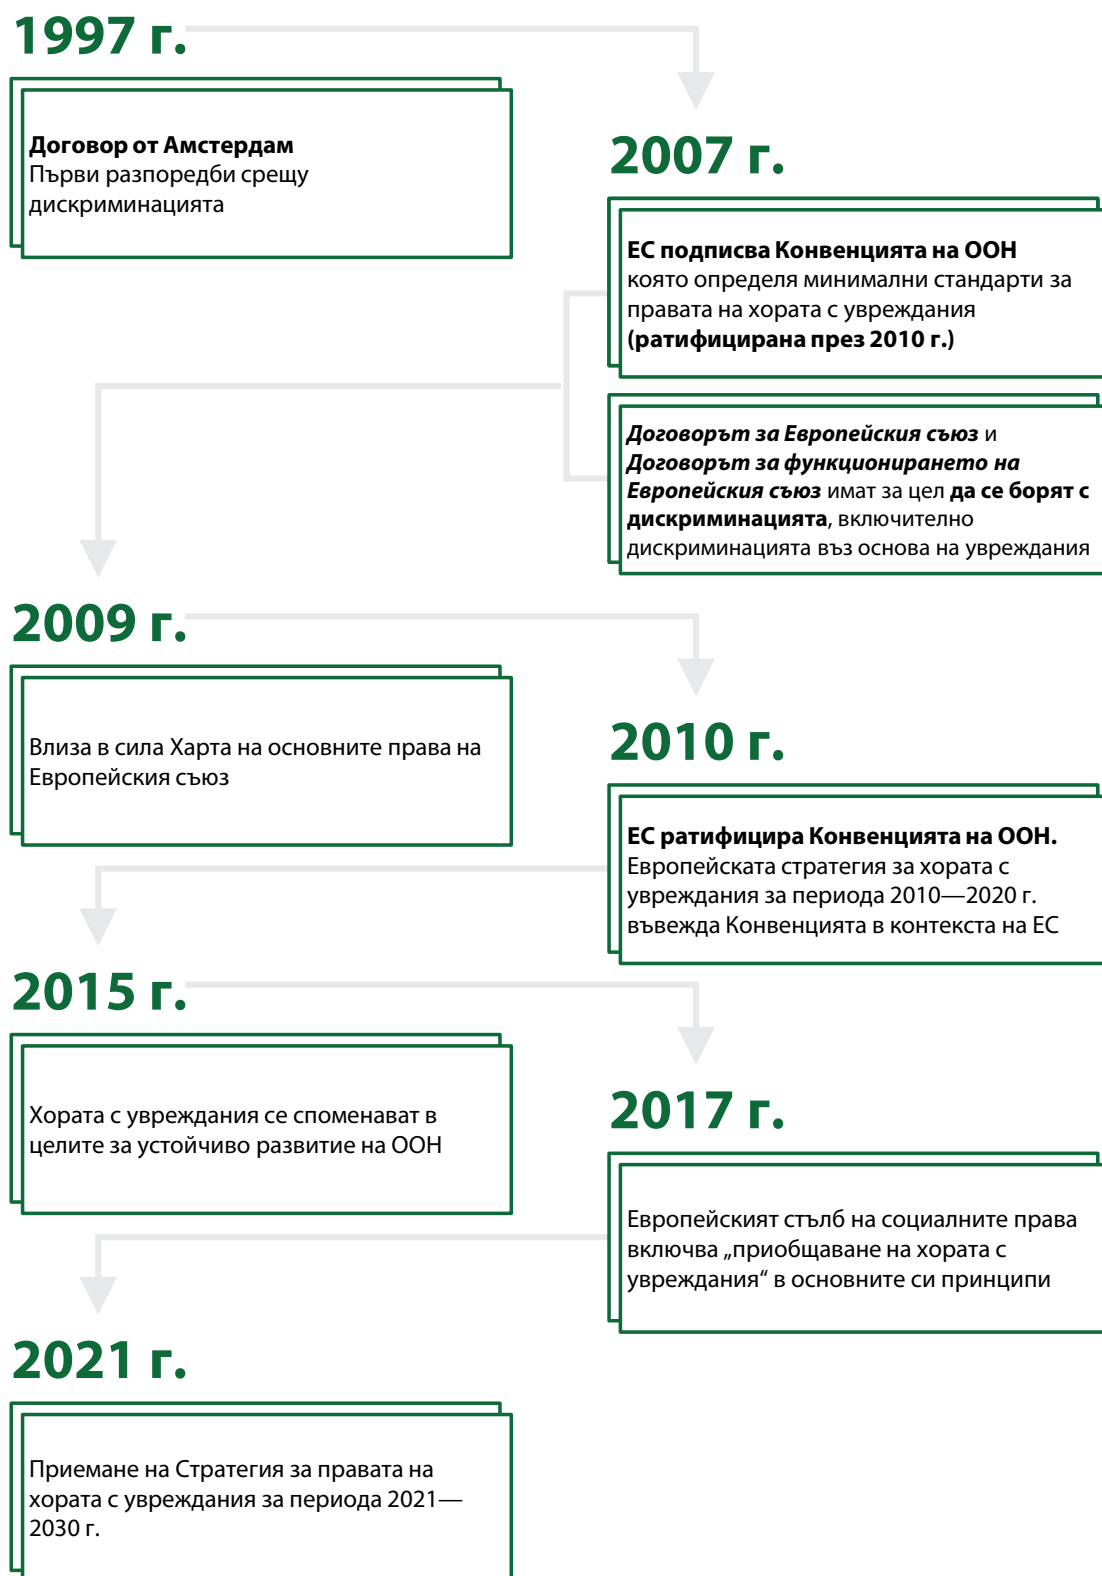 1997 г.
Договор от Амстердам
Първи разпоредби срещу
дискриминацията
2007 г.
ЕС подписва Конвенцията на ООН
която определя минимални стандарти за
правата на хората с увреждания
(ратифицирана през 2010 г.)
Договорът за Европейския съюз и
Договорът за функционирането на
Европейския съюз имат за цел да се борят с
дискриминацията, включително
дискриминацията въз основа на увреждания
2009 г.
Влиза в сила Харта на основните права на
Европейския съюз
2010 г.
ЕС ратифицира Конвенцията на ООН.
Европейската стратегия за хората с
увреждания за периода 2010—2020 г.
въвежда Конвенцията в контекста на ЕС
2015 г.
Хората с увреждания се споменават в
целите за устойчиво развитие на ООН
2017 г.
Европейският стълб на социалните права
включва „приобщаване на хората с
увреждания“ в основните си принципи
2021 г.
Приемане на Стратегия за правата на
хората с увреждания за периода 2021—
2030 г.